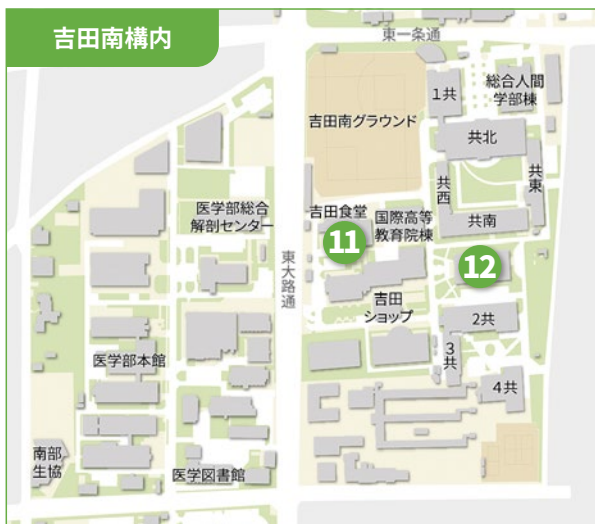 吉田南構内
東一条通
1共
総合人間
学部棟
吉田南グラウンド
共北
共西
共東
医学部総合
解剖センター
吉田食堂
国際高等
教育院棟
共南
11
12
東大路通
吉田
ショップ
2共
医学部本館
3共
4共
南部
生協
医学図書館